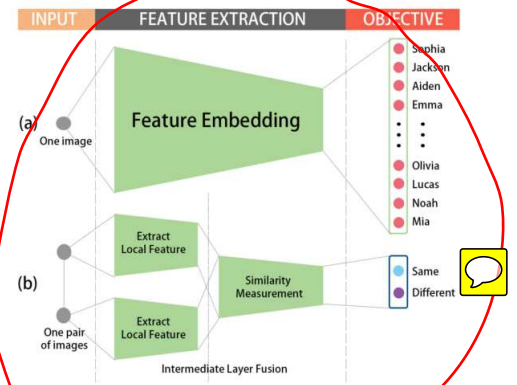 INPUT
FEATURE EXTRACTION
OBJECTIVE
(a)
One image
Feature Embedding
Sophia
Jackson
Aiden
Emma
Olivia
Lucas
Noah
Mia
(b)
One pair
of images
Extract
Local Feature
Extract
Local Feature
Similarity
Measurement
Same
Different
Intermediate Layer Fusion